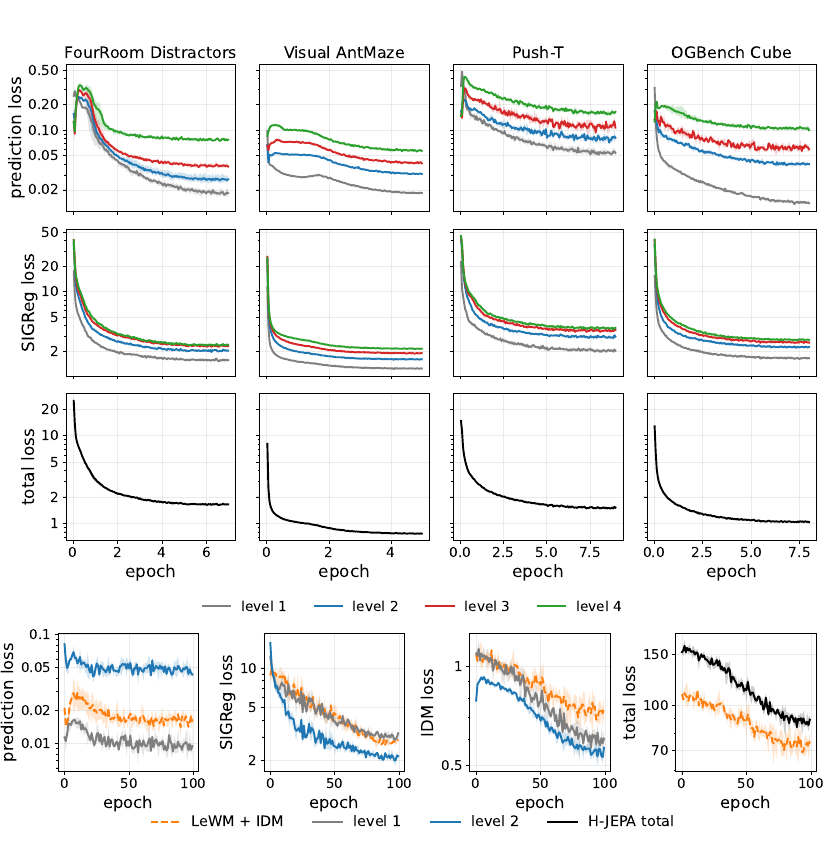 FourRoom Distractors Visual AntMaze Push-T OGBench Cube
prediction loss
0.50
0.20
0.10
0.05
0.02
SIGReg loss
50
20
10
5
2
total loss
20
10
5
2
1
0 2 4 6
0 2 4
0.0 2.5 5.0 7.5
0.0 2.5 5.0 7.5
epoch epoch epoch epoch
level 1 level 2 level 3 level 4
prediction loss
0.1
0.05
0.02
0.01
0 50 100
epoch
SIGReg loss
10
5
2
0 50 100
epoch
IDM loss
1
0.5
0 50 100
epoch
total loss
150
100
70
0 50 100
epoch
LeWM + IDM level 1 level 2 H-JEPA total